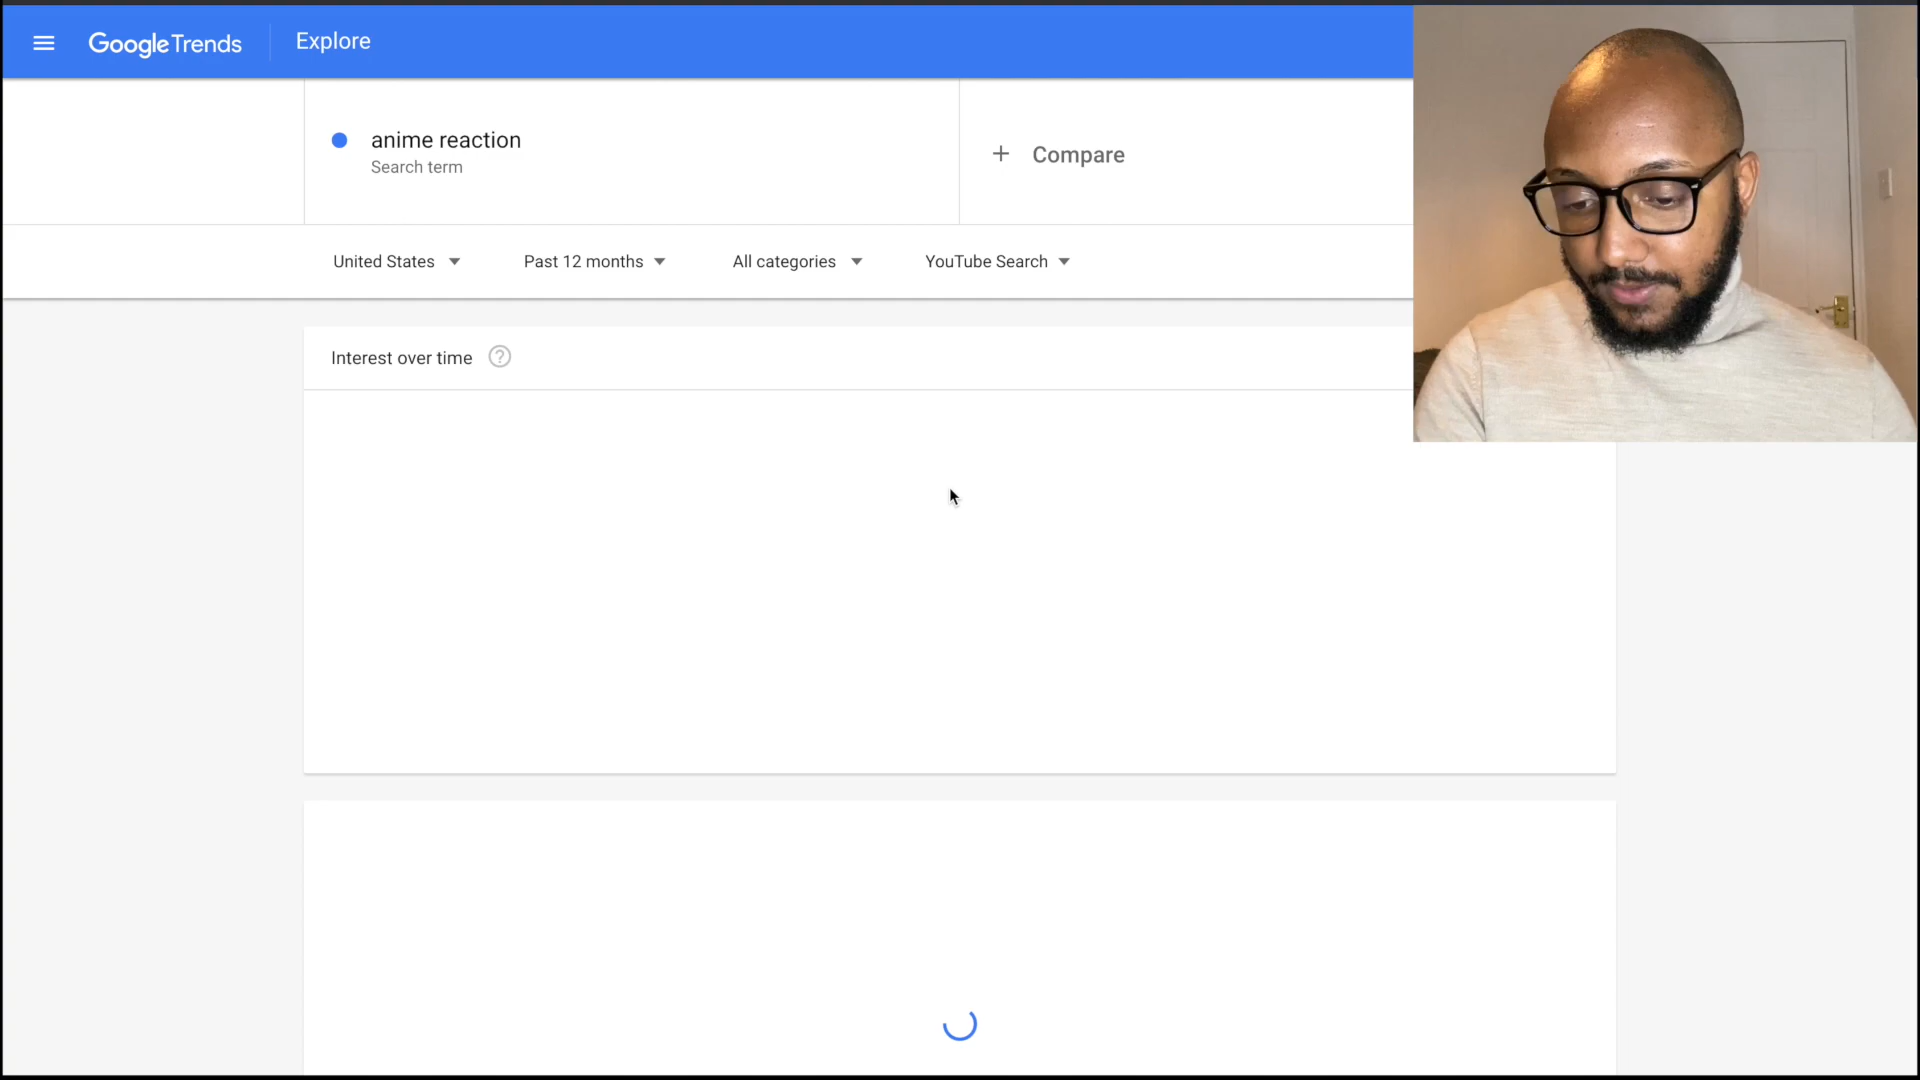 Google Trends
Explore
anime reaction
Search term
+ Compare
United States
Past 12 months
All categories
YouTube Search
Interest over time
?